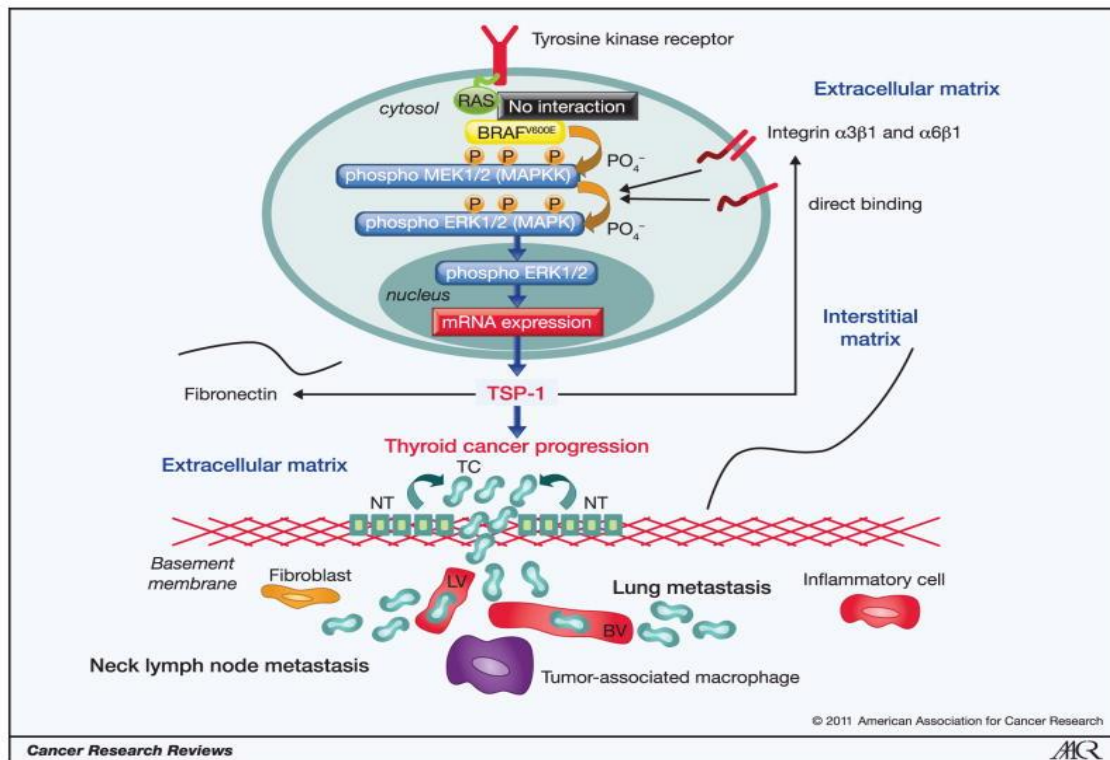 Tyrosine kinase receptor
Extracellular matrix
cytosol
RAS
No interaction
BRAFV600E
Integrin α3β1 and α6β1
P P P
PO4−
phospho MEK1/2 (MAPKK)
P P P
direct binding
phospho ERK1/2 (MAPK)
PO4−
phospho ERK1/2
nucleus
mRNA expression
Interstitial
matrix
Fibronectin
TSP-1
Thyroid cancer progression
Extracellular matrix
TC
NT
NT
Basement
membrane
Fibroblast
LV
Lung metastasis
Inflammatory cell
BV
Neck lymph node metastasis
Tumor-associated macrophage
© 2011 American Association for Cancer Research
Cancer Research Reviews
AACR